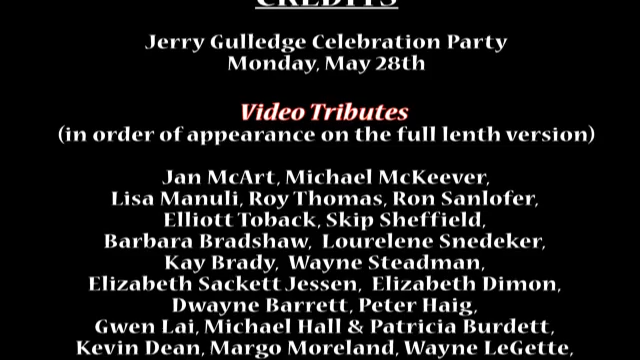 CREDITS
Jerry Gulledge Celebration Party
Monday, May 28th
Video Tributes
(in order of appearance on the full lenth version)
Jan McArt, Michael McKeever,
Lisa Manuli, Roy Thomas, Ron Sanlofer,
Elliott Toback, Skip Sheffield,
Barbara Bradshaw, Lourelene Snedeker,
Kay Brady, Wayne Steadman,
Elizabeth Sackett Jessen, Elizabeth Dimon,
Dwayne Barrett, Peter Haig,
Gwen Lai, Michael Hall & Patricia Burdett,
Kevin Dean, Margo Moreland, Wayne LeGette,